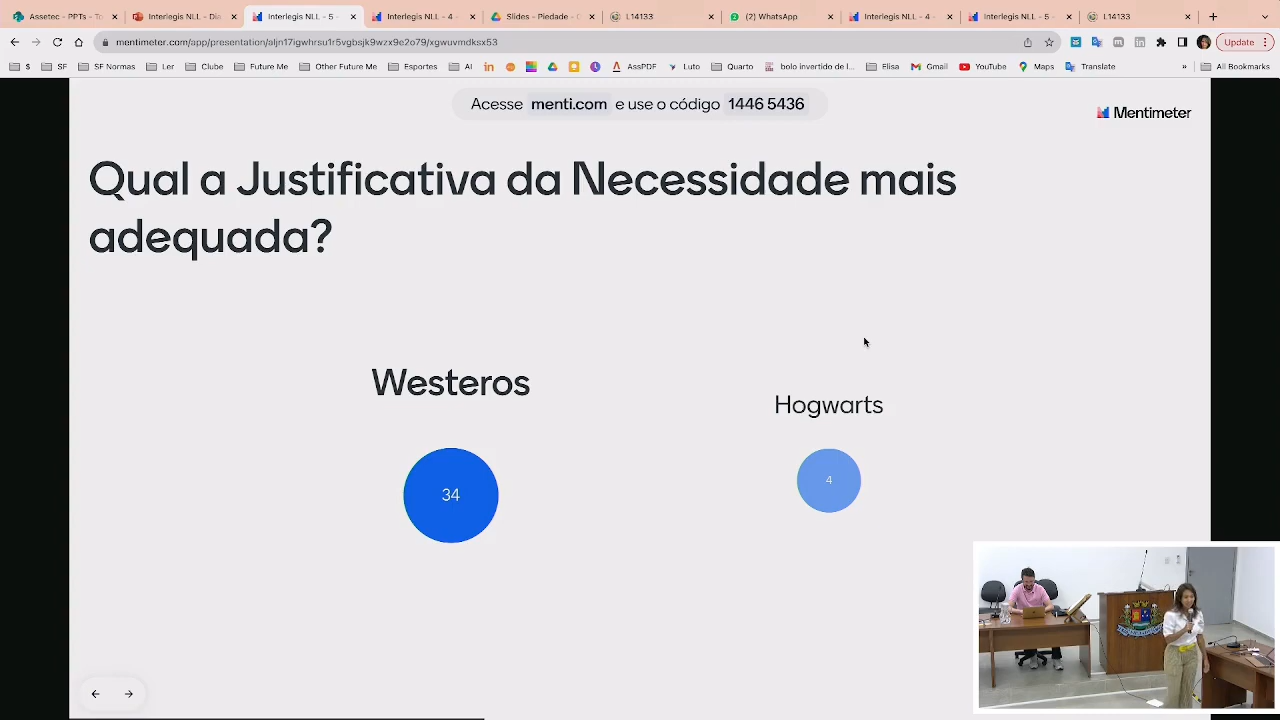 Assetec - PPTs - To
Interlegis NLL - Dia
Interlegis NLL - 5 -
Interlegis NLL - 4 -
Slides - Piedade - G
L14133
(2) WhatsApp
Interlegis NLL - 4 -
Interlegis NLL - 5 -
L14133
mentimeter.com/app/presentation/sljn17igwhrsu1r5vgbsjk9wzx9e2o79/xgwuvmdksx53
Update
$
SF
SF Normas
Ler
Clube
Future Me
Other Future Me
Esportes
AI
AssPDF
Luto
Quarto
bolo invertido de l...
Elisa
Gmail
YouTube
Maps
Translate
»
All Bookmarks
Acesse menti.com e use o código 1446 5436
Mentimeter
Qual a Justificativa da Necessidade mais
adequada?
Westeros
Hogwarts
34
4